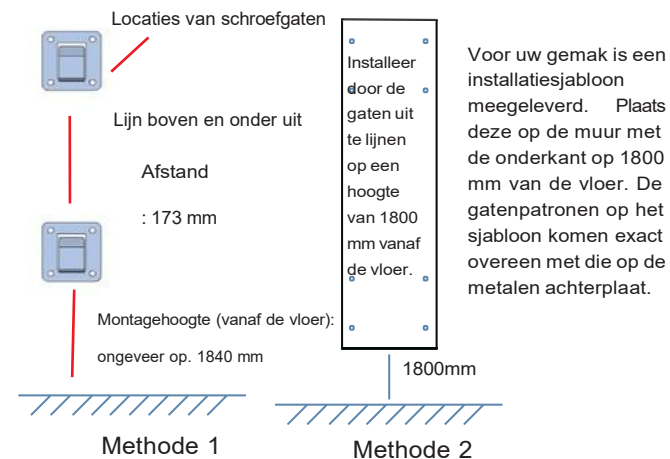 Locaties van schroefgaten
Lijn boven en onder uit
Afstand
: 173 mm
Montagehoogte (vanaf de vloer):
ongeveer op. 1840 mm
Methode 1
Installeer
door de
gaten uit
te lijnen
op een
hoogte
van 1800
mm vanaf
de vloer.
1800mm
Methode 2
Voor uw gemak is een
installatiesjabloon
meegeleverd. Plaats
deze op de muur met
de onderkant op 1800
mm van de vloer. De
gatenpatronen op het
sjabloon komen exact
overeen met die op de
metalen achterplaat.